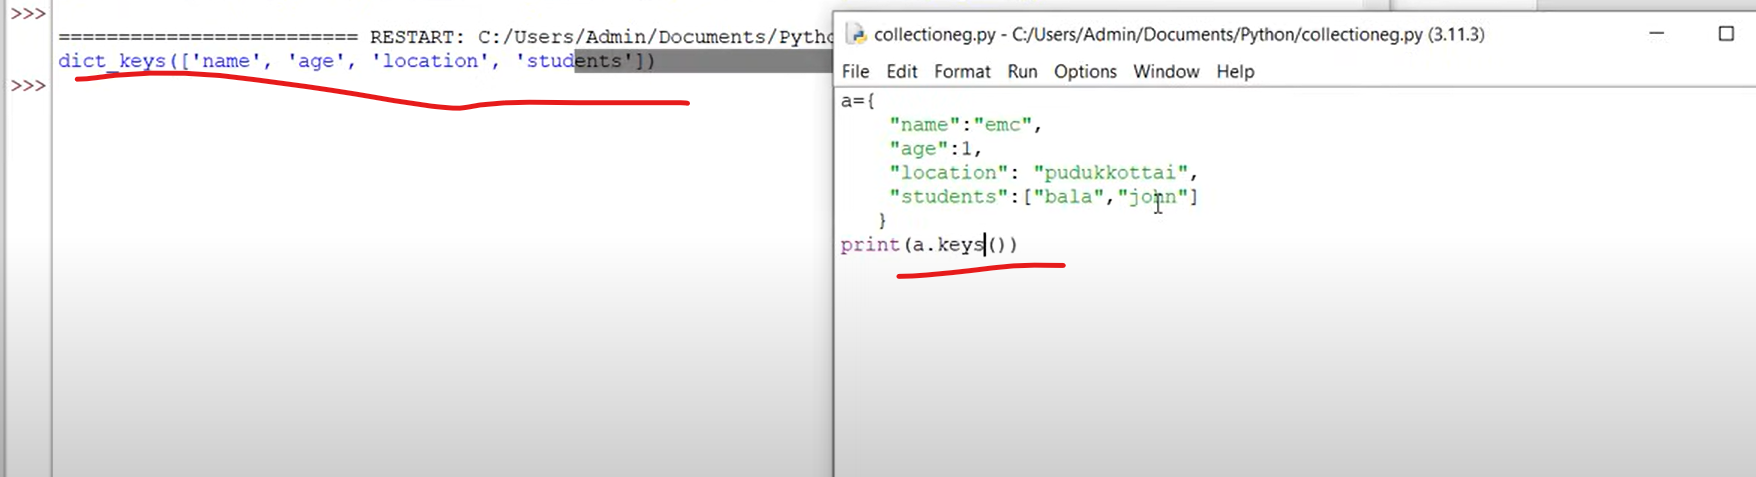 >>>
======================== RESTART: C:/Users/Admin/Documents/Pytho
dict_keys(['name', 'age', 'location', 'students'])
>>>
collectioneg.py - C:/Users/Admin/Documents/Python/collectioneg.py (3.11.3)
File Edit Format Run Options Window Help
a={
"name":"emc",
"age":1,
"location": "pudukkottai",
"students":["bala","john"]
}
print(a.keys())